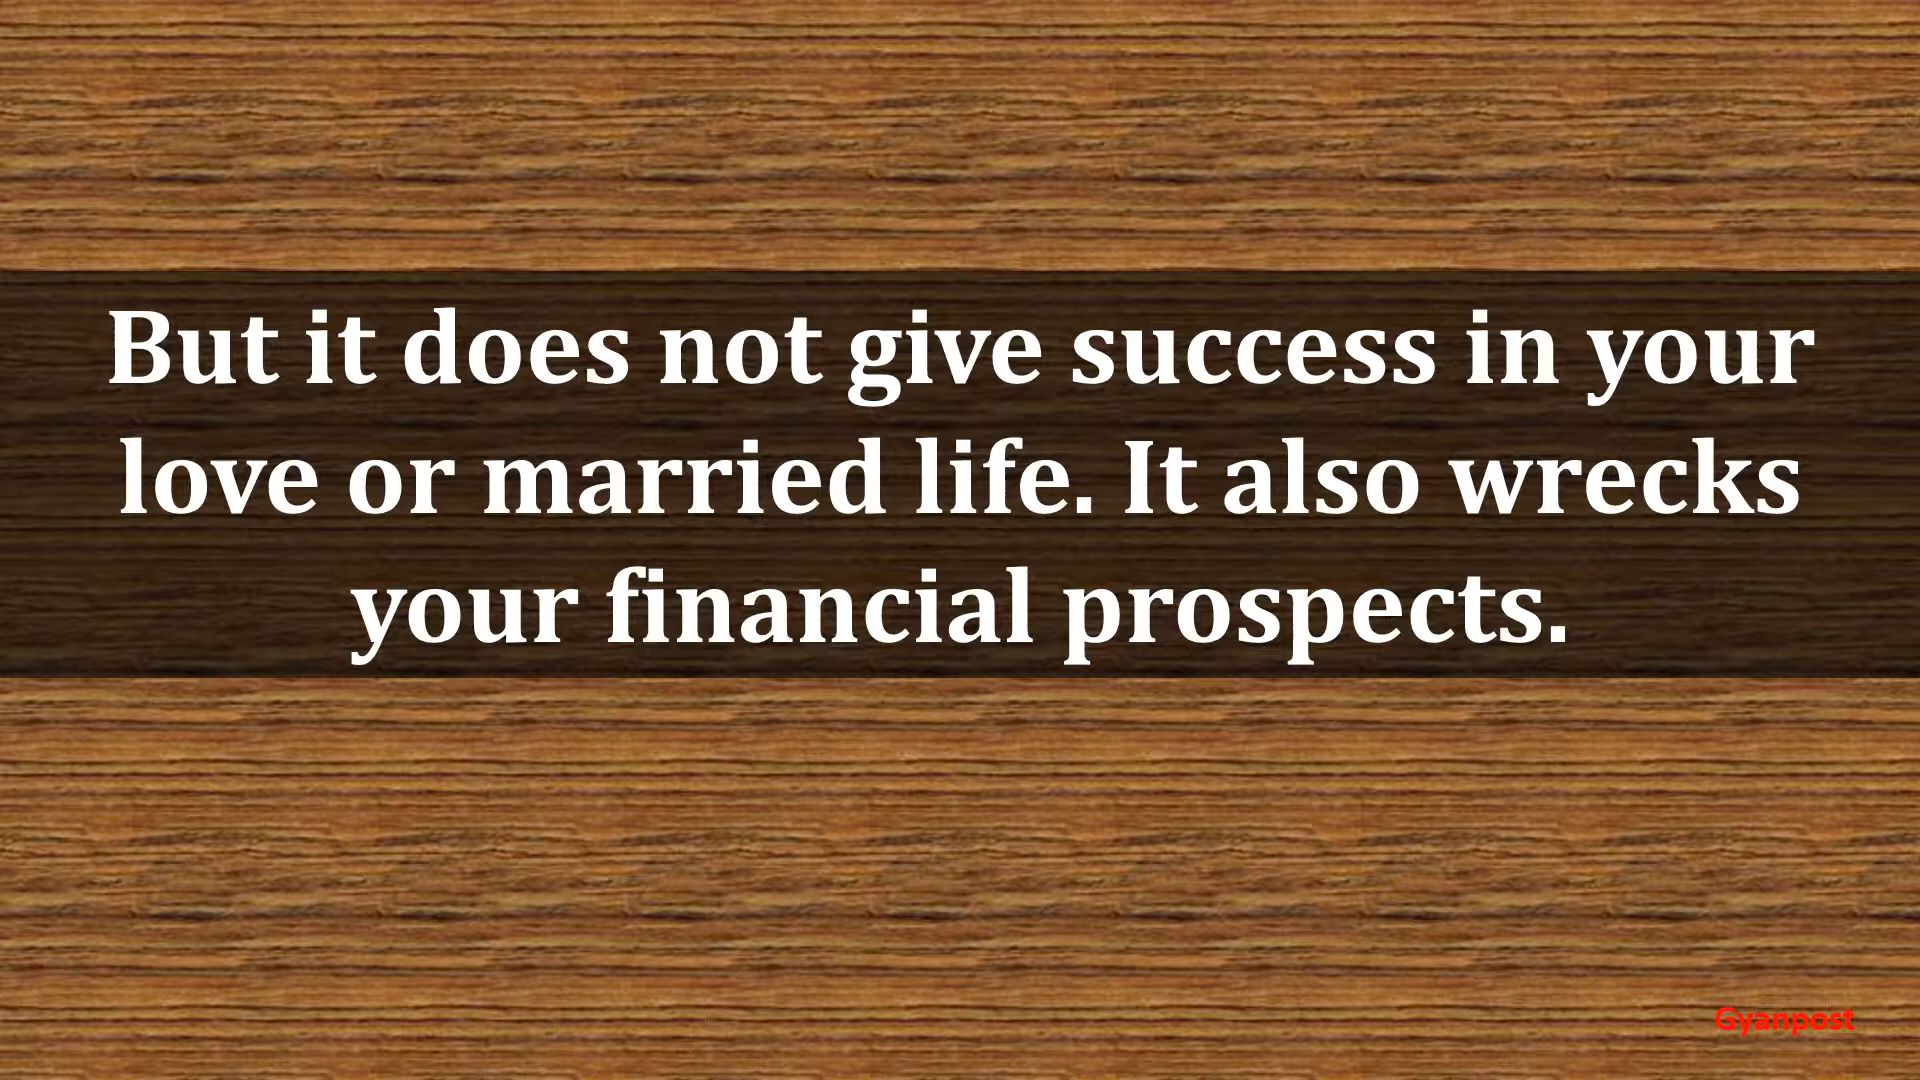 But it does not give success in your
love or married life. It also wrecks
your financial prospects.
Gyanpost